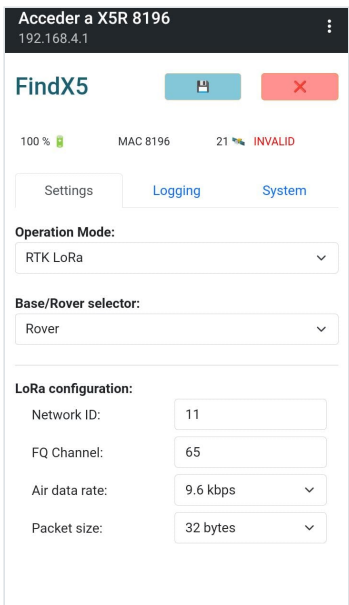 Acceder a X5R 8196
192.168.4.1
FindX5
100 % MAC 8196 21 INVALID
Settings Logging System
Operation Mode:
RTK LoRa
Base/Rover selector:
Rover
LoRa configuration:
Network ID: 11
FQ Channel: 65
Air data rate: 9.6 kbps
Packet size: 32 bytes